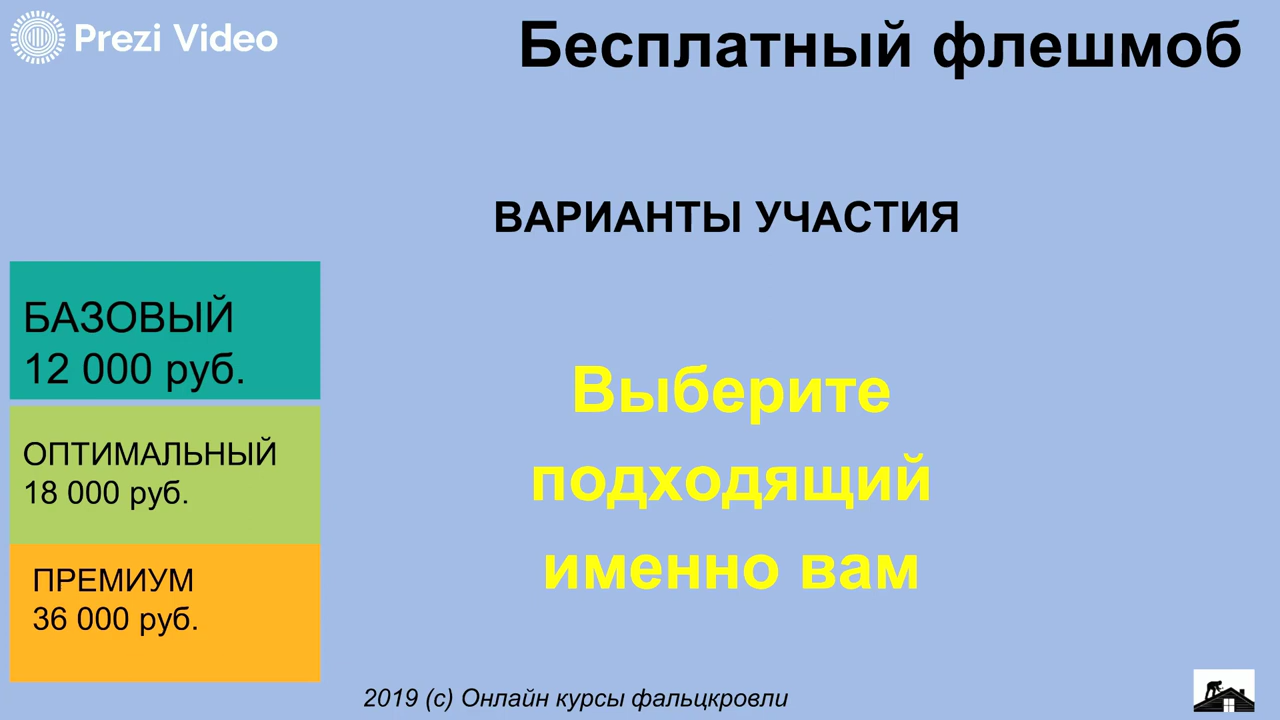 Prezi Video
Бесплатный флешмоб
ВАРИАНТЫ УЧАСТИЯ
БАЗОВЫЙ
12 000 руб.
ОПТИМАЛЬНЫЙ
18 000 руб.
ПРЕМИУМ
36 000 руб.
Выберите
подходящий
именно вам
2019 (с) Онлайн курсы фальцкровли